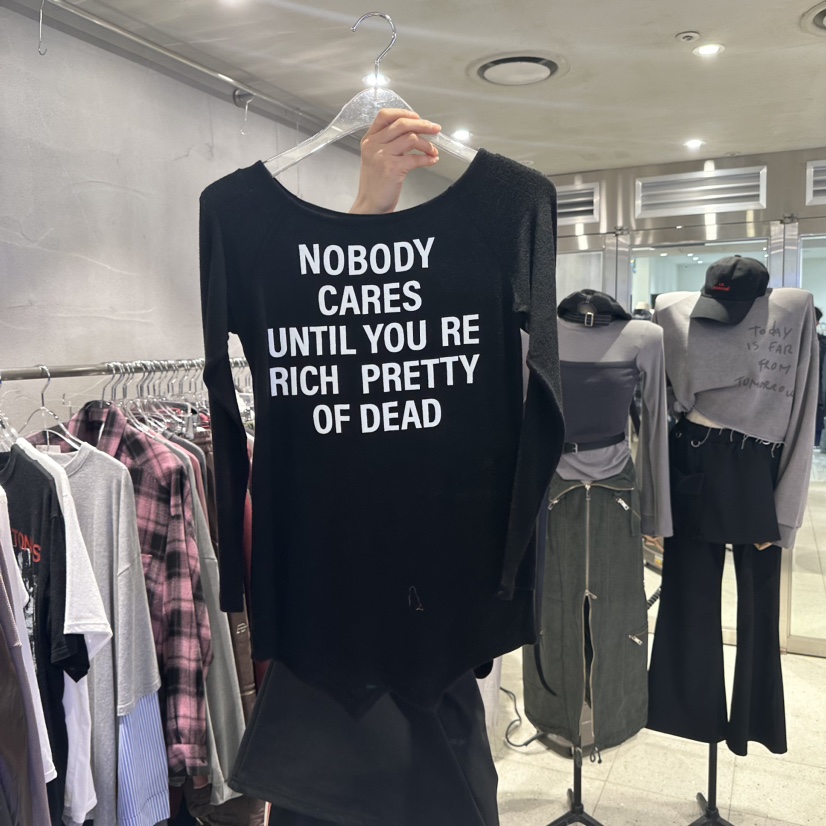 NOBODY
CARES
UNTIL YOU RE
RICH PRETTY
OF DEAD
TODAY
IS FAR
FROM
TOMORROW